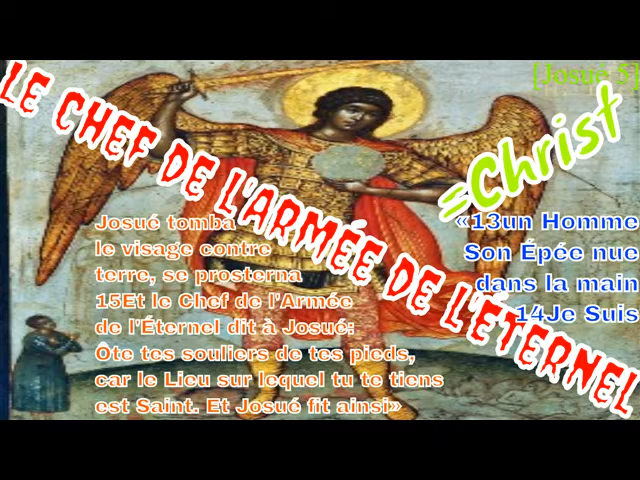 [Josué 5]
LE CHEF DE L'ARMÉE DE L'ÉTERNEL
=Christ
«13un Homme
Son Épée nue
dans la main
14Je Suis
Josué tomba
le visage contre
terre, se prosterna
15Et le Chef de l'Armée
de l'Éternel dit à Josué:
Ôte tes souliers de tes pieds,
car le Lieu sur lequel tu te tiens
est Saint. Et Josué fit ainsi»